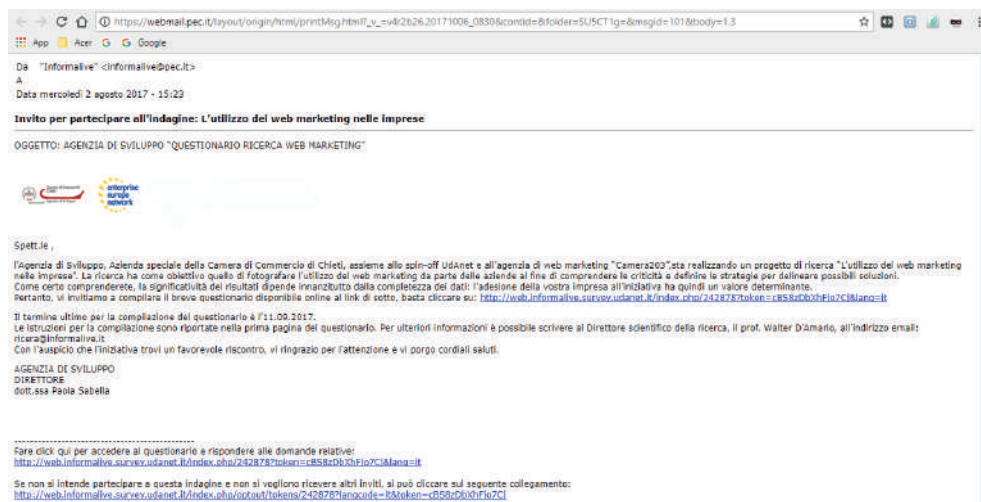 https://webmail.pec.it/layout/origin/html/printMsg.html?_v_=v4r2b26.20171006_0830&contid=&folder=SU5CT1g=&msgid=101&body=1.3
App Acer Google
Da "Informalive" <informalive@pec.it>
A
Data mercoledì 2 agosto 2017 - 15:23
Invito per partecipare all'indagine: L'utilizzo del web marketing nelle imprese
OGGETTO: AGENZIA DI SVILUPPO "QUESTIONARIO RICERCA WEB MARKETING"
enterprise
europe
network
Spett.le ,
l'Agenzia di Sviluppo, Azienda speciale della Camera di Commercio di Chieti, assieme allo spin-off UdAnet e all'agenzia di web marketing "Camera203",sta realizzando un progetto di ricerca "L'utilizzo del web marketing
nelle imprese". La ricerca ha come obiettivo quello di fotografare l'utilizzo del web marketing da parte delle aziende al fine di comprendere le criticità e definire le strategie per delineare possibili soluzioni.
Come certo comprenderete, la significatività dei risultati dipende innanzitutto dalla completezza dei dati: l'adesione della vostra impresa all'iniziativa ha quindi un valore determinante.
Pertanto, vi invitiamo a compilare il breve questionario disponibile online al link di sotto, basta cliccare su: http://web.informalive.survey.udanet.it/index.php/242878?token=cBS8zDbXhFjo7CJ&lang=it
Il termine ultimo per la compilazione del questionario è l'11.09.2017.
Le istruzioni per la compilazione sono riportate nella prima pagina del questionario. Per ulteriori informazioni è possibile scrivere al Direttore scientifico della ricerca, il prof. Walter D'Amario, all'indirizzo email:
ricera@informalive.it
Con l'auspicio che l'iniziativa trovi un favorevole riscontro, vi ringrazio per l'attenzione e vi porgo cordiali saluti.
AGENZIA DI SVILUPPO
DIRETTORE
dott.ssa Paola Sabella
----------------------------------------------
Fare click qui per accedere al questionario e rispondere alle domande relative:
http://web.informalive.survey.udanet.it/index.php/242878?token=cBS8zDbXhFjo7CJ&lang=it
Se non si intende partecipare a questa indagine e non si vogliono ricevere altri inviti, si può cliccare sul seguente collegamento:
http://web.informalive.survey.udanet.it/index.php/optout/tokens/242878?langcode=it&token=cBS8zDbXhFjo7CJ